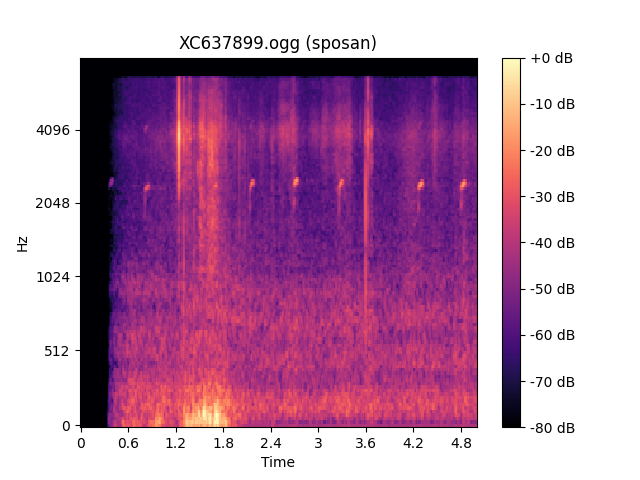 XC637899.ogg (sposan)
+0 dB
-10 dB
-20 dB
-30 dB
-40 dB
-50 dB
-60 dB
-70 dB
-80 dB
4096
2048
1024
512
0
Hz
0 0.6 1.2 1.8 2.4 3 3.6 4.2 4.8
Time